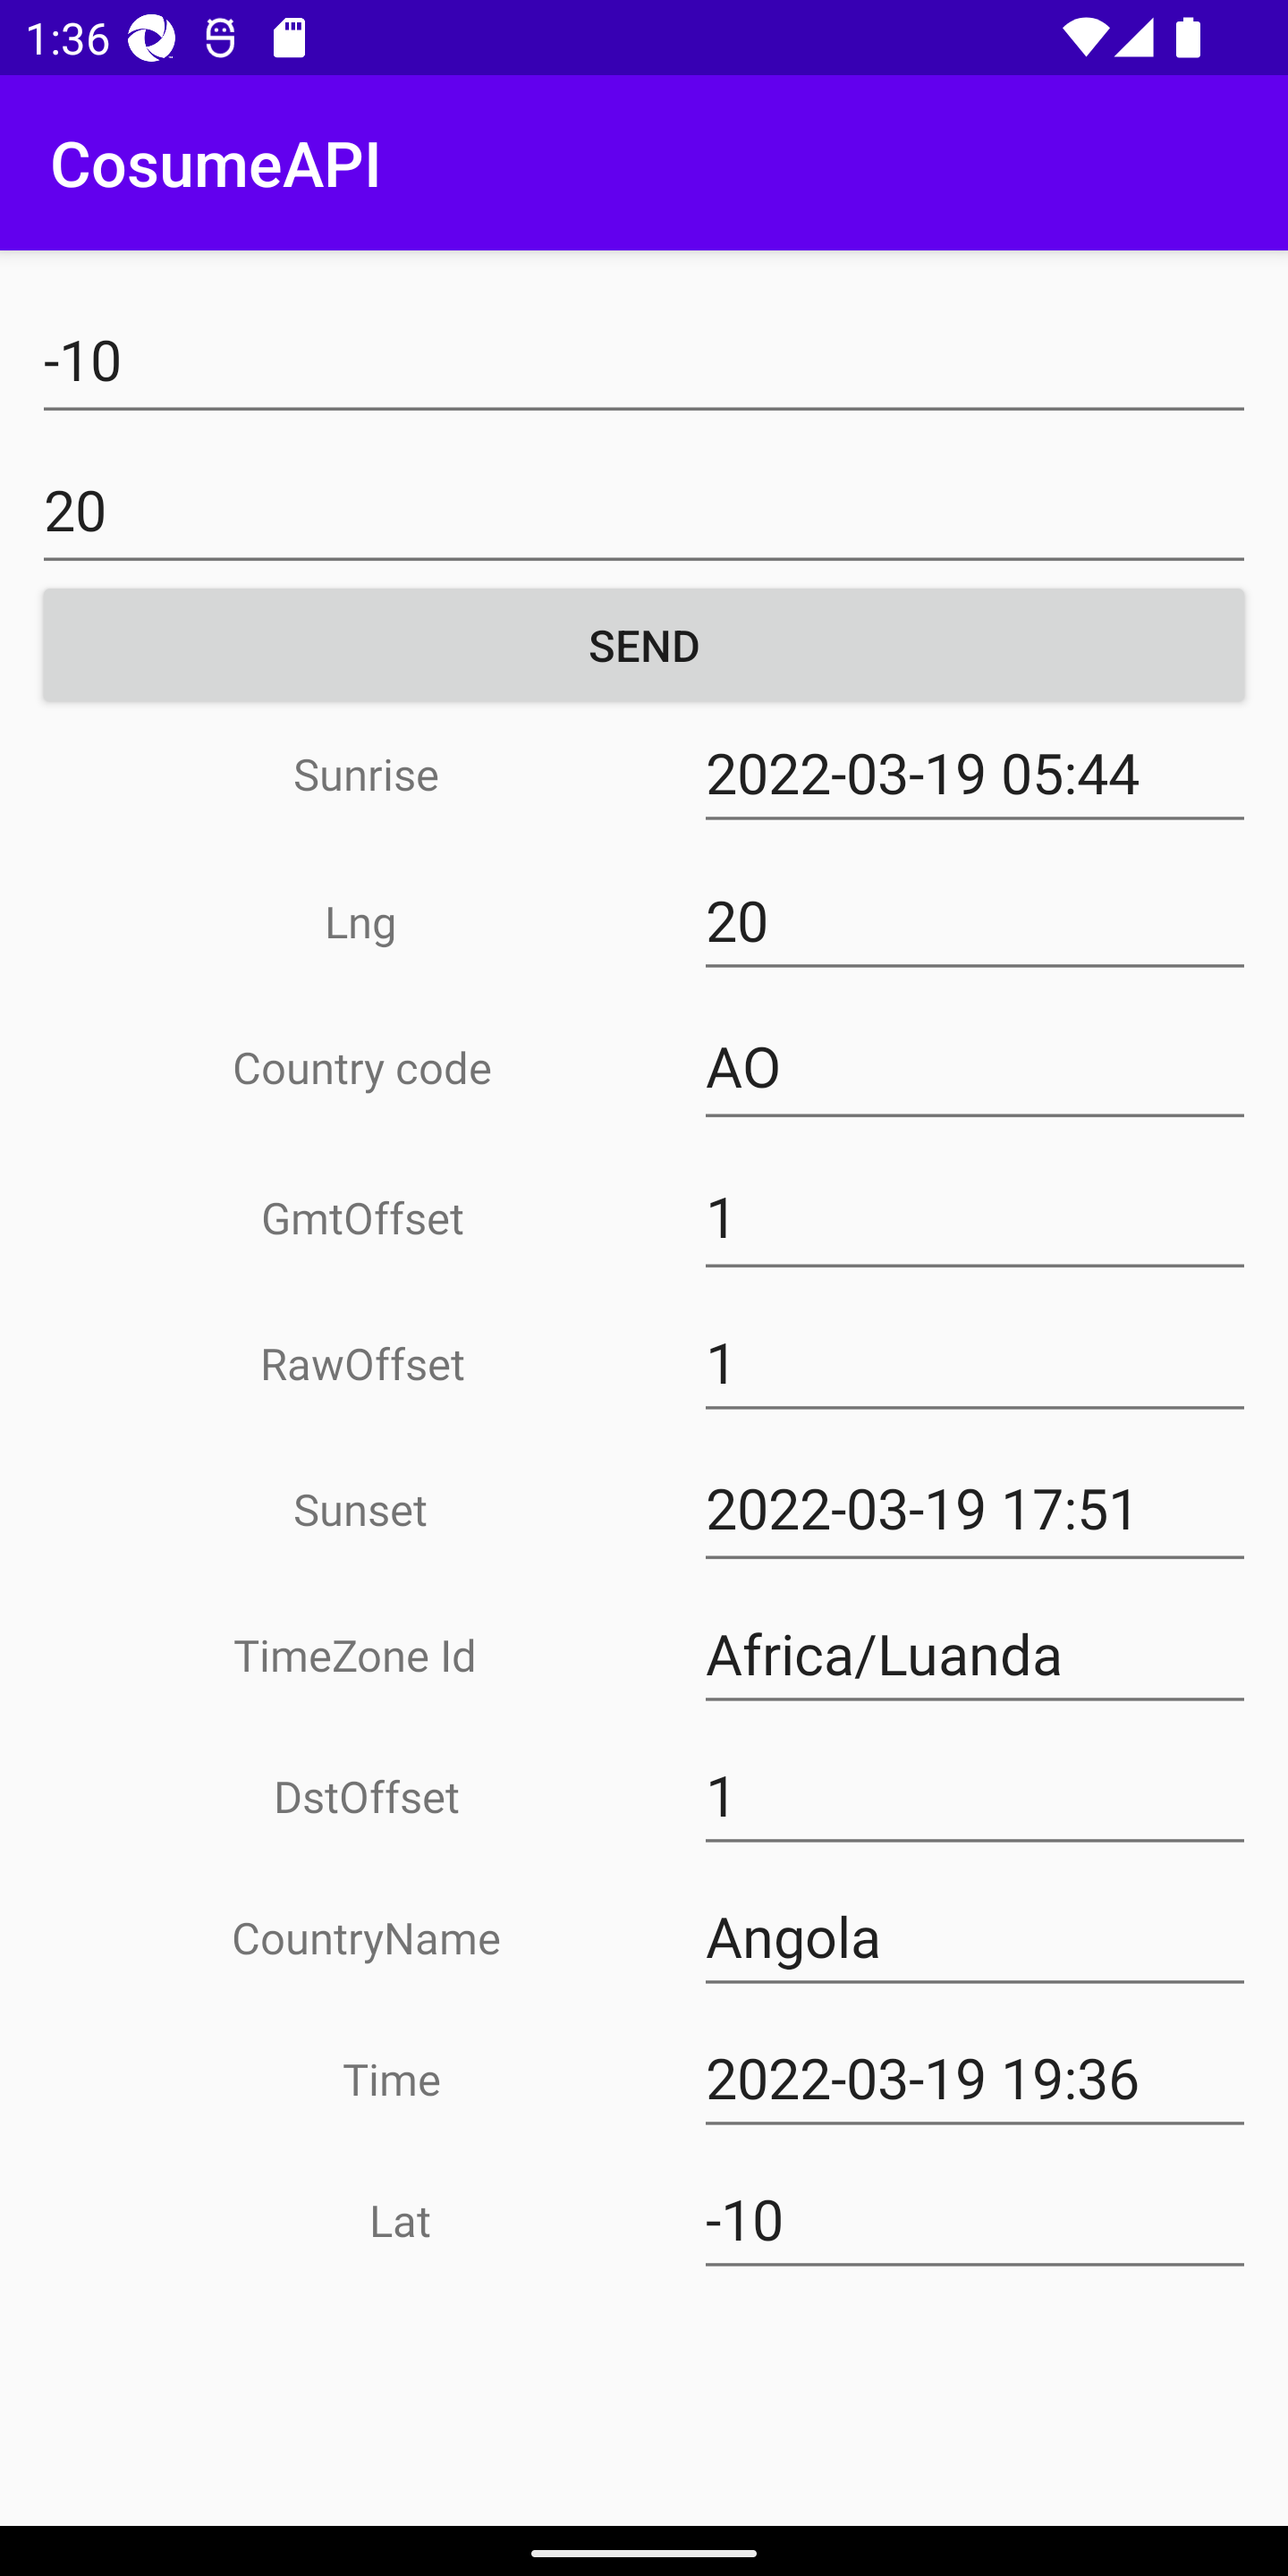 1:36
CosumeAPI
-10
20
SEND
Sunrise 2022-03-19 05:44
Lng 20
Country code AO
GmtOffset 1
RawOffset 1
Sunset 2022-03-19 17:51
TimeZone Id Africa/Luanda
DstOffset 1
CountryName Angola
Time 2022-03-19 19:36
Lat -10